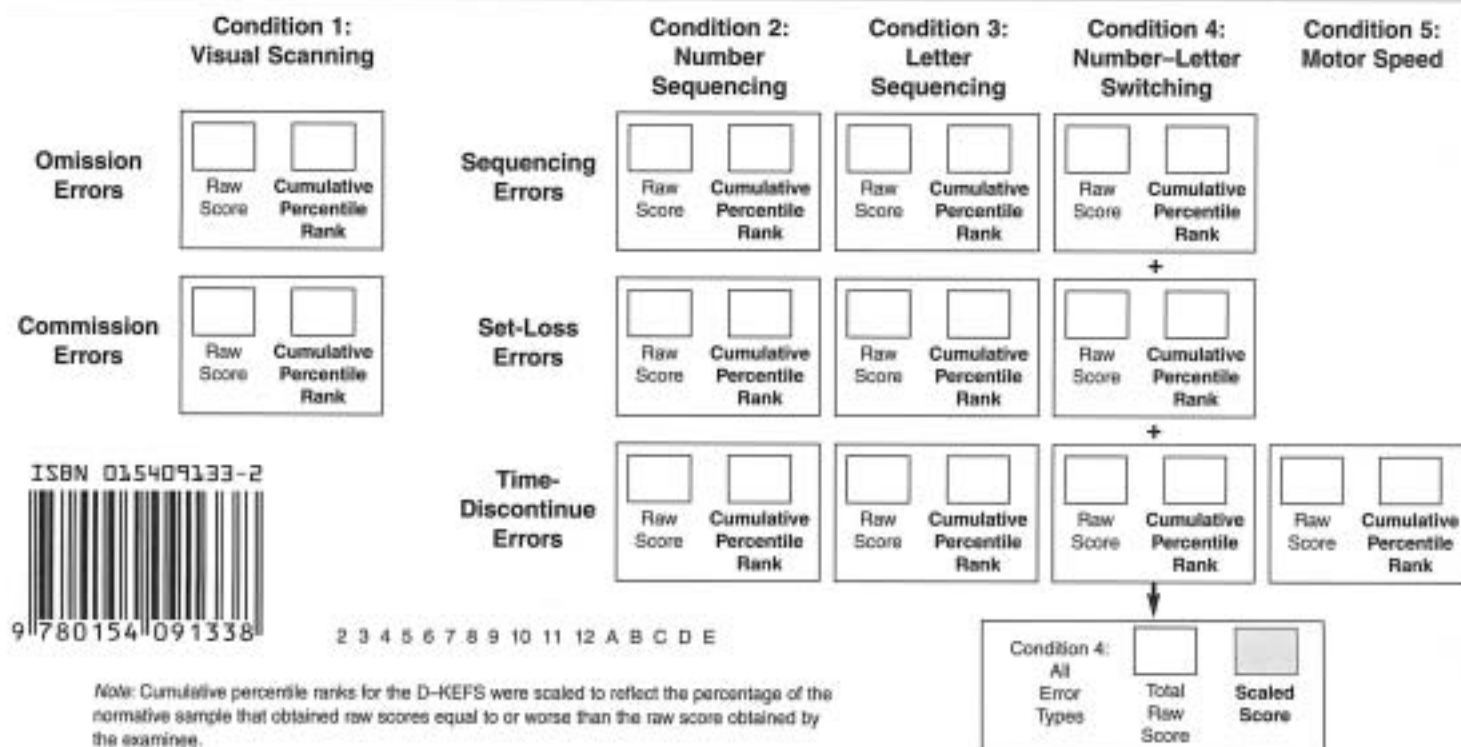 Condition 1:
Visual Scanning
Condition 2:
Number
Sequencing
Condition 3:
Letter
Sequencing
Condition 4:
Number–Letter
Switching
Condition 5:
Motor Speed
Omission
Errors
Raw
Score
Cumulative
Percentile
Rank
Sequencing
Errors
Raw
Score
Cumulative
Percentile
Rank
Raw
Score
Cumulative
Percentile
Rank
Raw
Score
Cumulative
Percentile
Rank
+
Commission
Errors
Raw
Score
Cumulative
Percentile
Rank
Set-Loss
Errors
Raw
Score
Cumulative
Percentile
Rank
Raw
Score
Cumulative
Percentile
Rank
Raw
Score
Cumulative
Percentile
Rank
+
ISBN 015409133-2
9 780154 091338
Time-
Discontinue
Errors
Raw
Score
Cumulative
Percentile
Rank
Raw
Score
Cumulative
Percentile
Rank
Raw
Score
Cumulative
Percentile
Rank
Raw
Score
Cumulative
Percentile
Rank
2 3 4 5 6 7 8 9 10 11 12 A B C D E
Condition 4:
All
Error
Types
Total
Raw
Score
Scaled
Score
Note: Cumulative percentile ranks for the D–KEFS were scaled to reflect the percentage of the
normative sample that obtained raw scores equal to or worse than the raw score obtained by
the examinee.